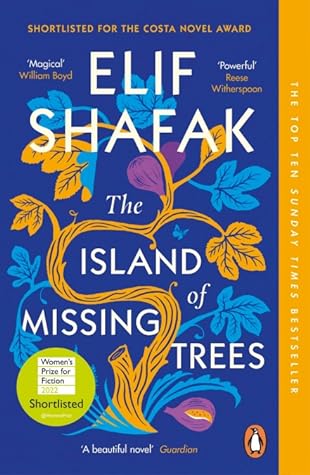 SHORTLISTED FOR THE COSTA NOVEL AWARD
'Magical'
William Boyd
'Powerful'
Reese
Witherspoon
ELIF
SHAFAK
The
ISLAND
of
MISSING
TREES
Women's
Prize for
Fiction
2022
Shortlisted
@WomensPrize
'A beautiful novel' Guardian
THE TOP TEN SUNDAY TIMES BESTSELLER